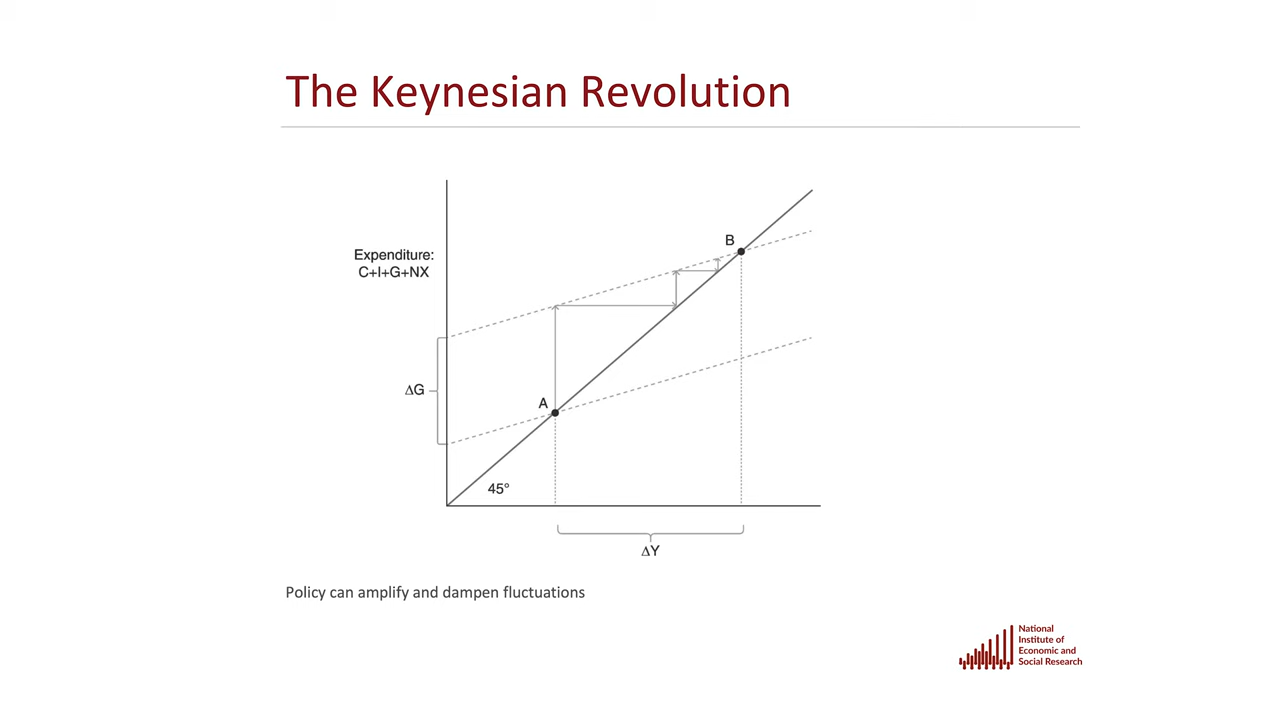 The Keynesian Revolution
Expenditure:
C+I+G+NX
B
ΔG
A
45°
ΔY
Policy can amplify and dampen fluctuations
National
Institute of
Economic and
Social Research